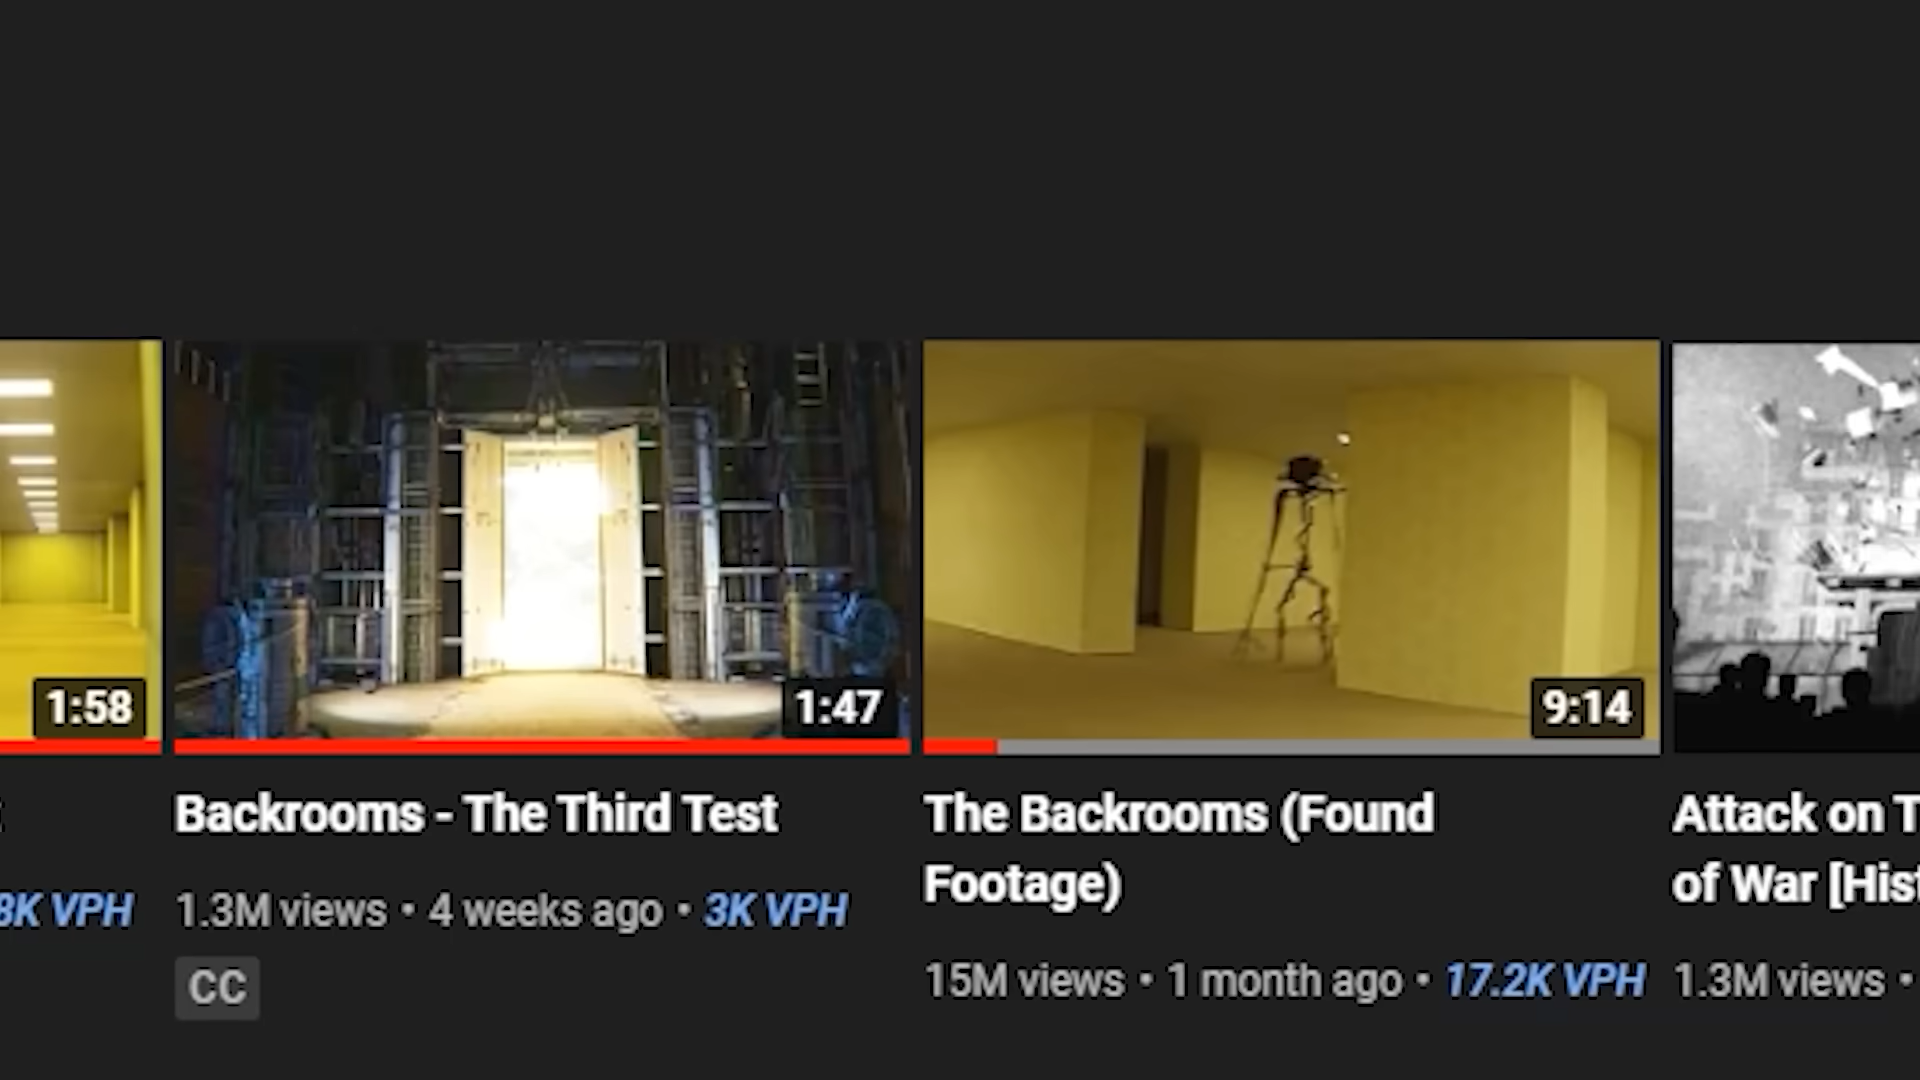 1:58
1:47
9:14
Backrooms - The Third Test
The Backrooms (Found
Footage)
Attack on T
of War [Hist
8K VPH
1.3M views • 4 weeks ago • 3K VPH
CC
15M views • 1 month ago • 17.2K VPH
1.3M views •